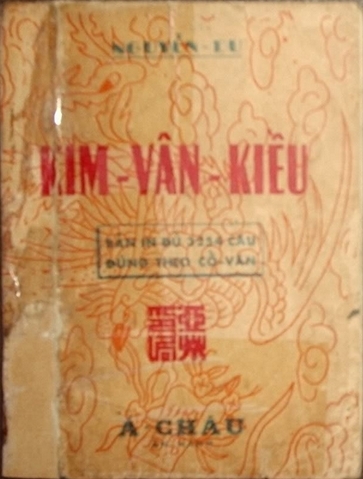 NGUYỄN-DU
KIM-VÂN-KIỀU
BẢN IN ĐỦ 3254 CÂU
ĐÚNG THEO CỔ VĂN
Á CHÂU